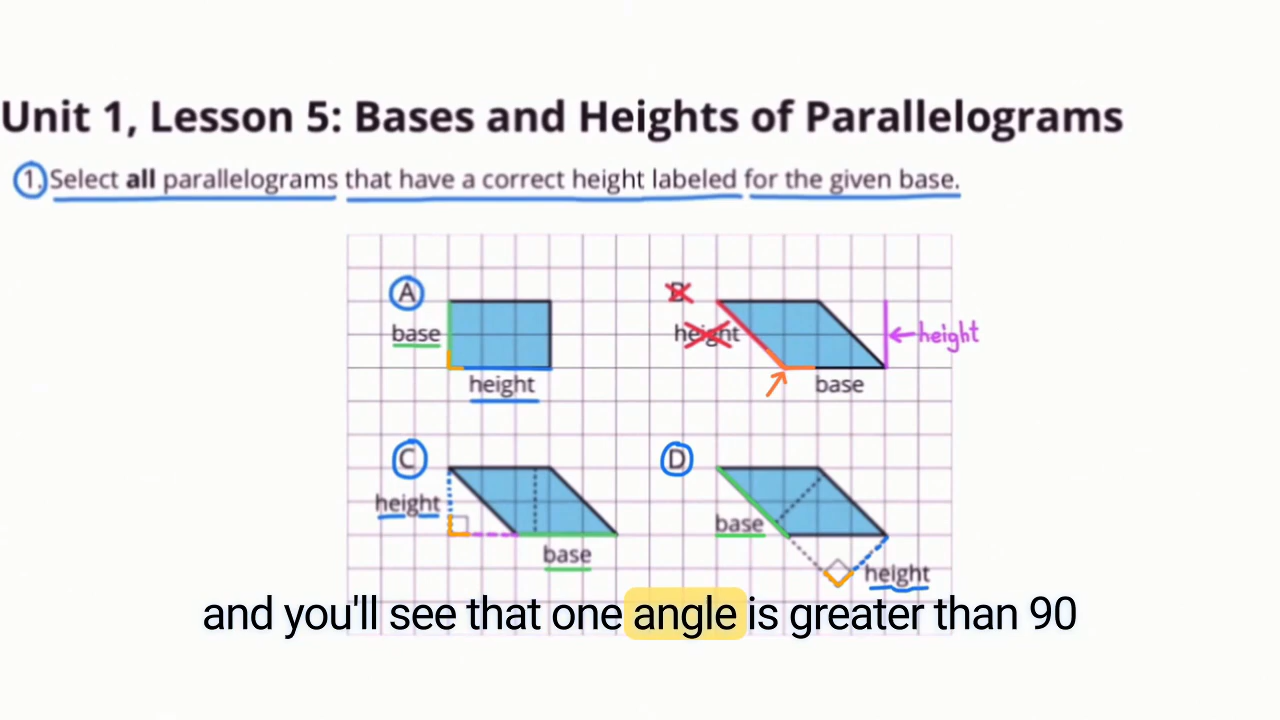 Unit 1, Lesson 5: Bases and Heights of Parallelograms
1. Select all parallelograms that have a correct height labeled for the given base.
A
base
height
B
height
height
base
C
height
base
D
base
height
and you'll see that one angle is greater than 90